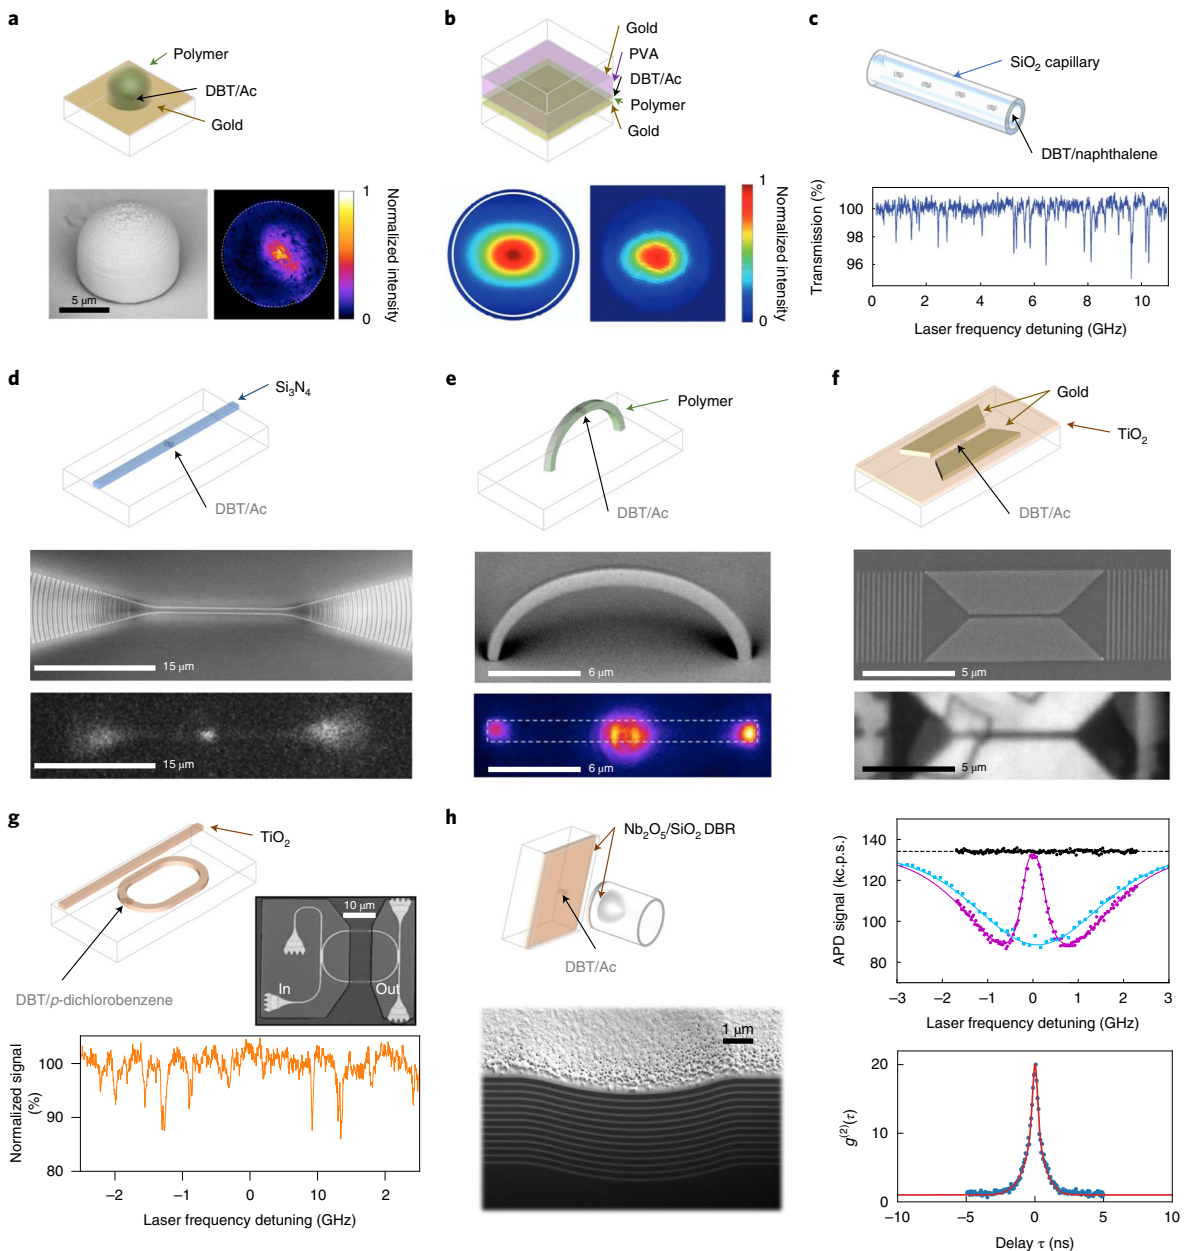 a
Polymer
DBT/Ac
Gold
5 μm
1
Normalized intensity
0
b
Gold
PVA
DBT/Ac
Polymer
Gold
1
Normalized intensity
0
c
SiO2 capillary
DBT/naphthalene
Transmission (%)
100
98
96
0 2 4 6 8 10
Laser frequency detuning (GHz)
d
Si3N4
DBT/Ac
15 μm
15 μm
e
Polymer
DBT/Ac
6 μm
6 μm
f
Gold
TiO2
DBT/Ac
5 μm
5 μm
g
TiO2
DBT/p-dichlorobenzene
10 μm
In
Out
Normalized signal
(%)
100
90
80
−2 −1 0 10 2
Laser frequency detuning (GHz)
h
Nb2O5/SiO2 DBR
DBT/Ac
1 μm
APD signal (kc.p.s.)
140
120
100
80
−3 −2 −1 0 1 2 3
Laser frequency detuning (GHz)
g(2)(τ)
20
10
0
−10 −5 0 5 10
Delay τ (ns)